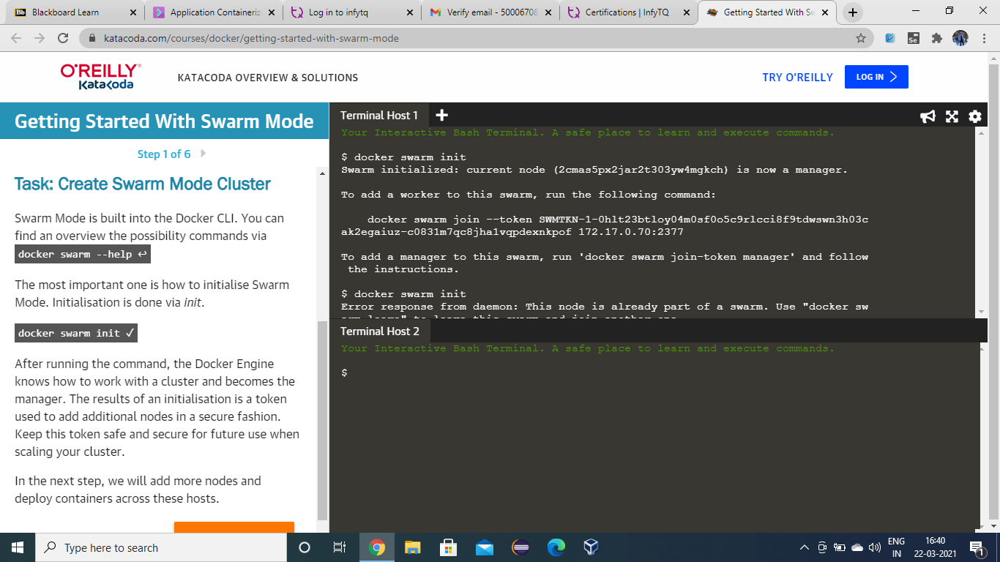 Blackboard Learn
Application Containeriz
Log in to infytq
Verify email - 50006708
Certifications | InfyTQ
Getting Started With Sw
katacoda.com/courses/docker/getting-started-with-swarm-mode
O'REILLY®
Katacoda
KATACODA OVERVIEW & SOLUTIONS
TRY O'REILLY
LOG IN
Getting Started With Swarm Mode
Step 1 of 6
Task: Create Swarm Mode Cluster
Swarm Mode is built into the Docker CLI. You can
find an overview the possibility commands via
docker swarm --help ↩
The most important one is how to initialise Swarm
Mode. Initialisation is done via init.
docker swarm init ✓
After running the command, the Docker Engine
knows how to work with a cluster and becomes the
manager. The results of an initialisation is a token
used to add additional nodes in a secure fashion.
Keep this token safe and secure for future use when
scaling your cluster.
In the next step, we will add more nodes and
deploy containers across these hosts.
Terminal Host 1
Your Interactive Bash Terminal. A safe place to learn and execute commands.
$ docker swarm init
Swarm initialized: current node (2cmas5px2jar2t303yw4mgkch) is now a manager.
To add a worker to this swarm, run the following command:
docker swarm join --token SWMTKN-1-0hlt23btloy04m0sf0o5c9rlcci8f9tdwswn3h03c
ak2egaiuz-c0831m7qc8jha1vqpdexnkpof 172.17.0.70:2377
To add a manager to this swarm, run 'docker swarm join-token manager' and follow
the instructions.
$ docker swarm init
Error response from daemon: This node is already part of a swarm. Use "docker sw
arm leave" to leave this swarm and join another one.
Terminal Host 2
Your Interactive Bash Terminal. A safe place to learn and execute commands.
$
Type here to search
ENG
IN
16:40
22-03-2021
1